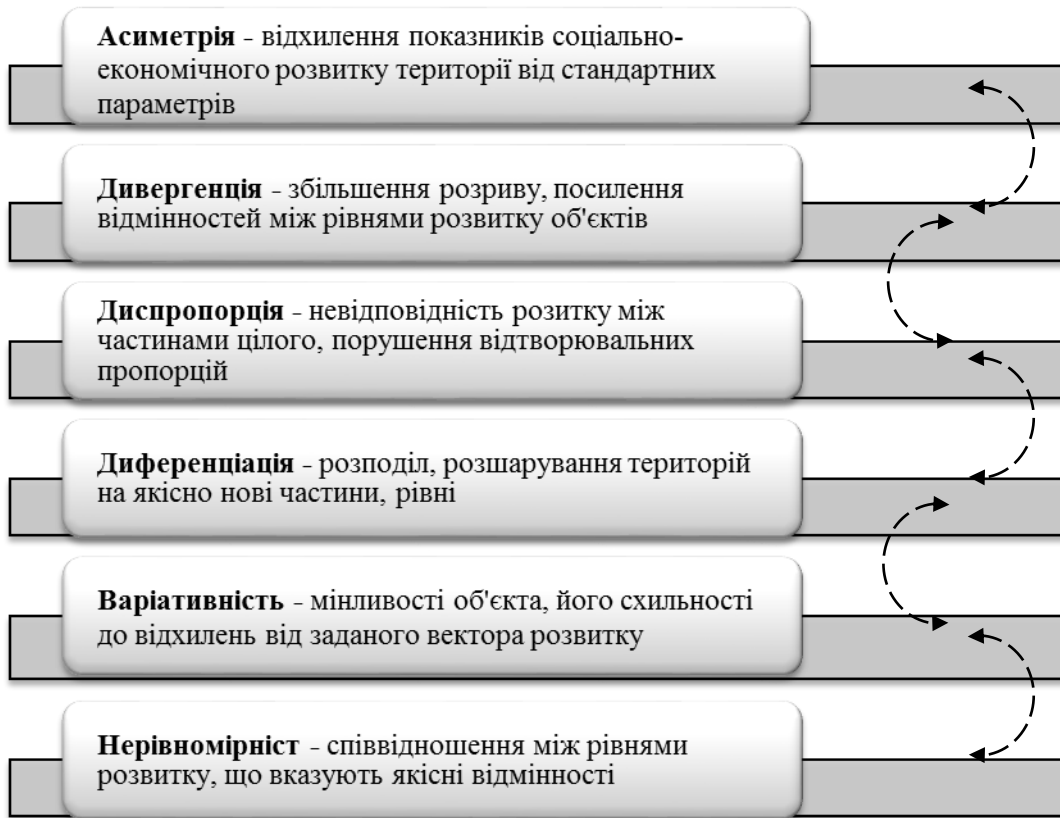 Асиметрія - відхилення показників соціально-
економічного розвитку території від стандартних
параметрів
Дивергенція - збільшення розриву, посилення
відмінностей між рівнями розвитку об'єктів
Диспропорція - невідповідність розитку між
частинами цілого, порушення відтворювальних
пропорцій
Диференціація - розподіл, розшарування територій
на якісно нові частини, рівні
Варіативність - мінливості об'єкта, його схильності
до відхилень від заданого вектора розвитку
Нерівномірніст - співвідношення між рівнями
розвитку, що вказують якісні відмінності